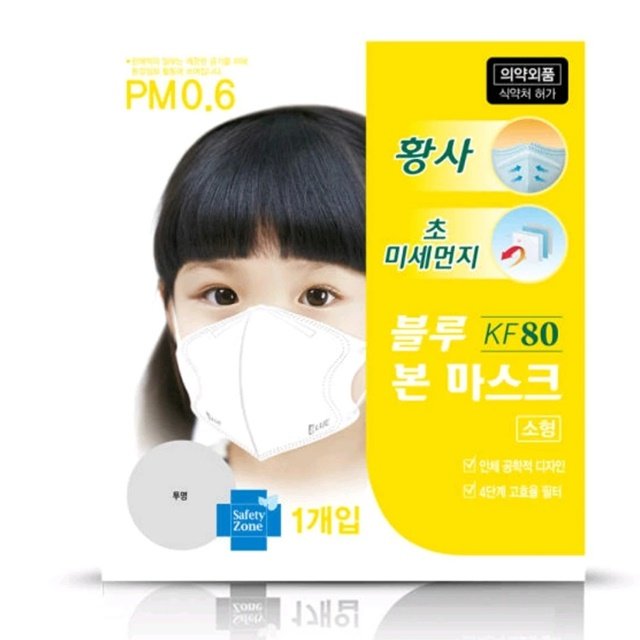 PM0.6
의약외품
식약처 허가
황사
초
미세먼지
블루 KF80
본 마스크
소형
인체 공학적 디자인
4단계 고효율 필터
BLUE
투명
Safety
Zone
1개입